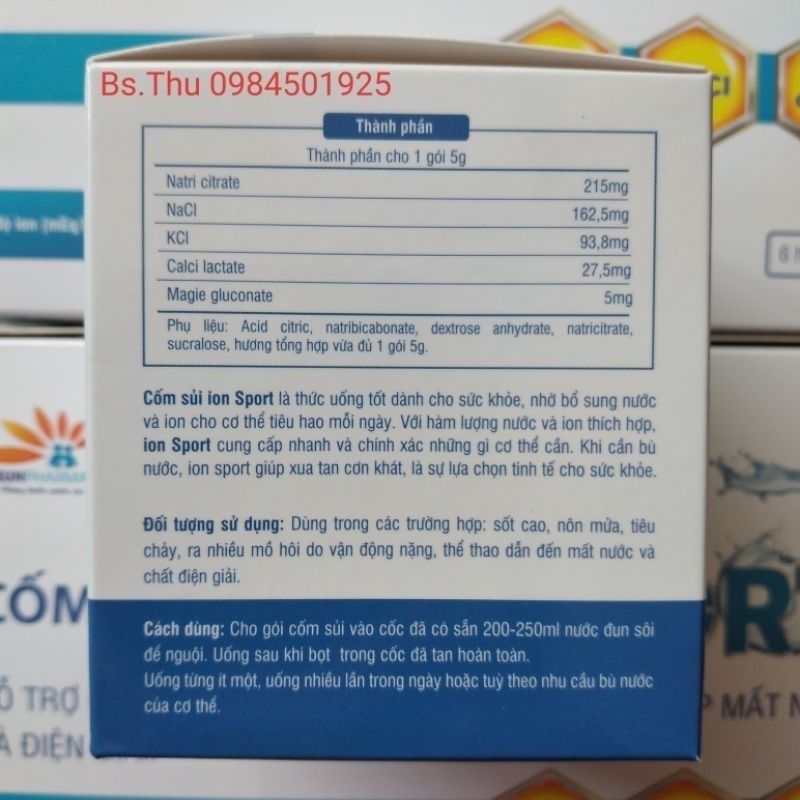 Bs.Thu 0984501925
Thành phần
Thành phần cho 1 gói 5g
Natri citrate 215mg
NaCl 162,5mg
KCl 93,8mg
Calci lactate 27,5mg
Magie gluconate 5mg
Phụ liệu: Acid citric, natribicabonate, dextrose anhydrate, natricitrate,
sucralose, hương tổng hợp vừa đủ 1 gói 5g.
Cốm sủi ion Sport là thức uống tốt dành cho sức khỏe, nhờ bổ sung nước
và ion cho cơ thể tiêu hao mỗi ngày. Với hàm lượng nước và ion thích hợp,
ion Sport cung cấp nhanh và chính xác những gì cơ thể cần. Khi cần bù
nước, ion sport giúp xua tan cơn khát, là sự lựa chọn tinh tế cho sức khỏe.
Đối tượng sử dụng: Dùng trong các trường hợp: sốt cao, nôn mửa, tiêu
chảy, ra nhiều mồ hôi do vận động nặng, thể thao dẫn đến mất nước và
chất điện giải.
Cách dùng: Cho gói cốm sủi vào cốc đã có sẵn 200-250ml nước đun sôi
để nguội. Uống sau khi bọt trong cốc đã tan hoàn toàn.
Uống từng ít một, uống nhiều lần trong ngày hoặc tuỳ theo nhu cầu bù nước
của cơ thể.
CỐM
TRỢ
ĐIỆN
MẤT